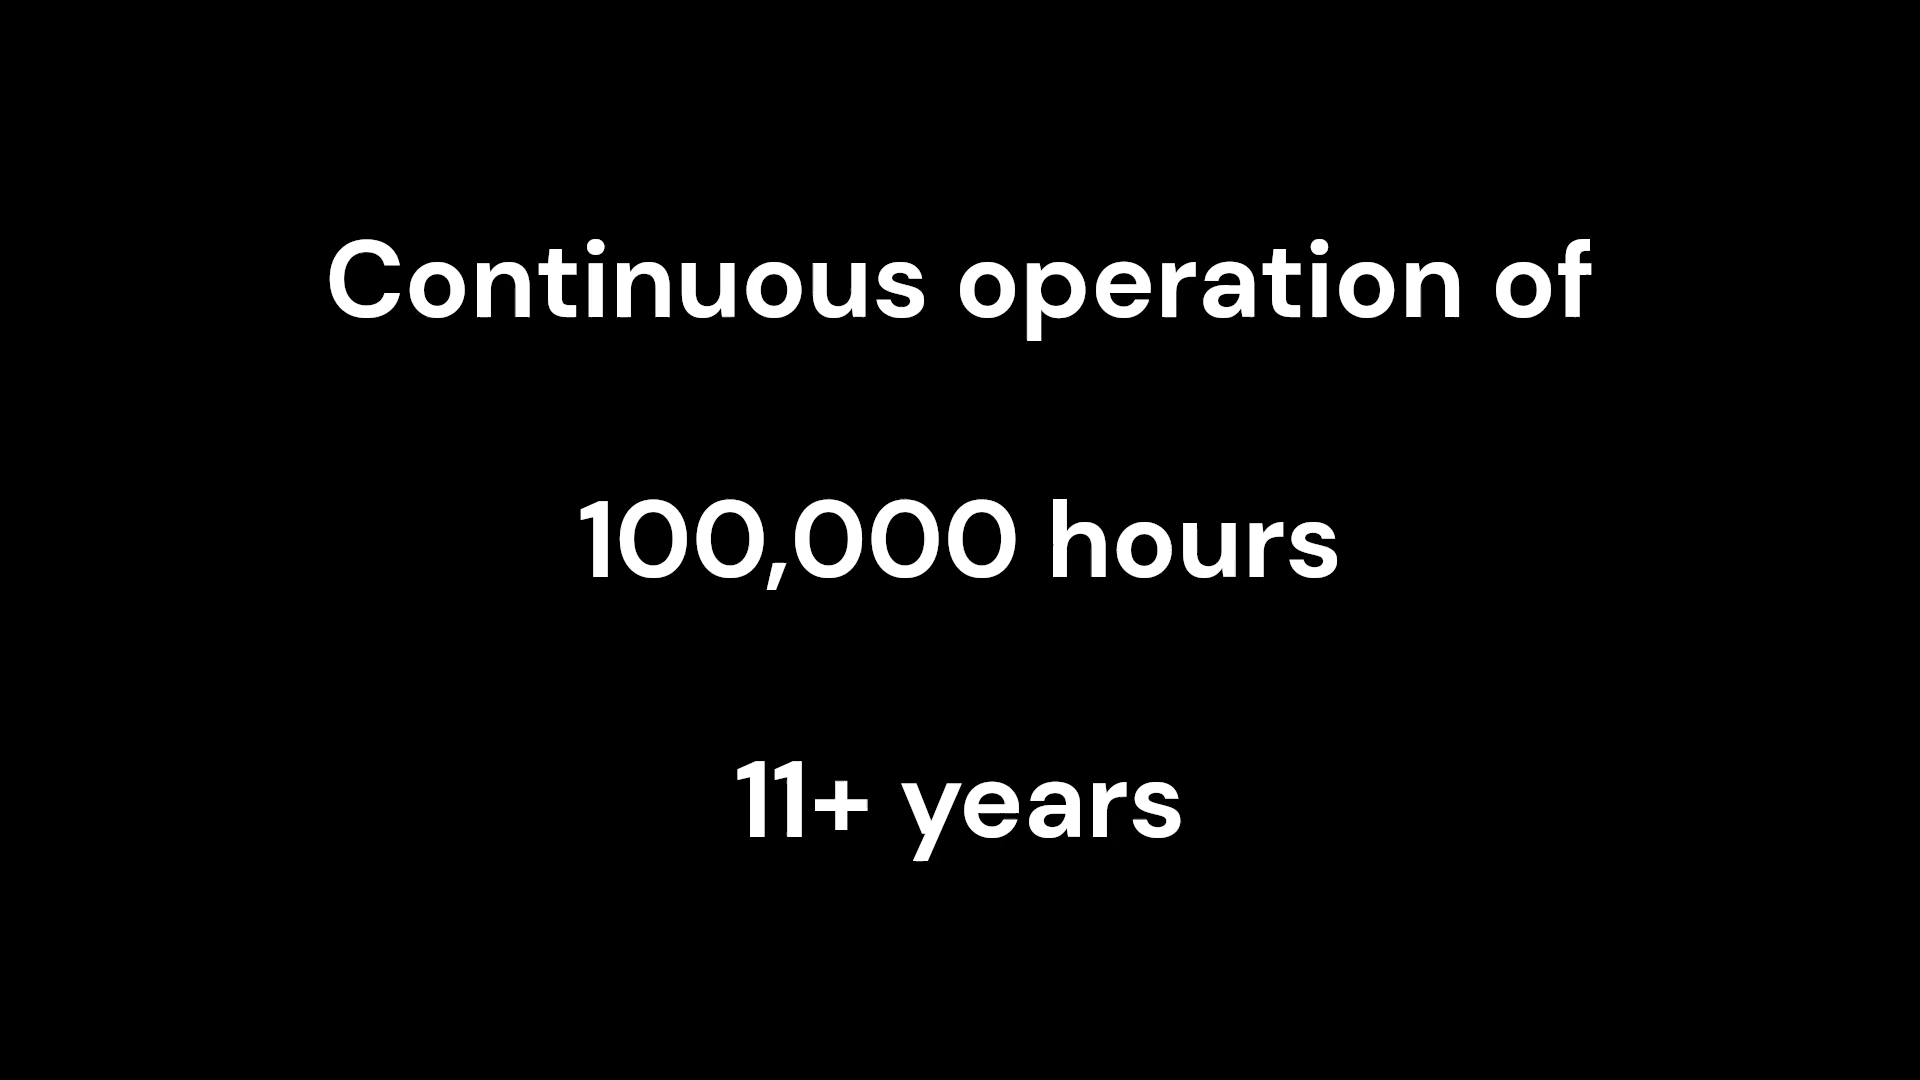 Continuous operation of
100,000 hours
11+ years